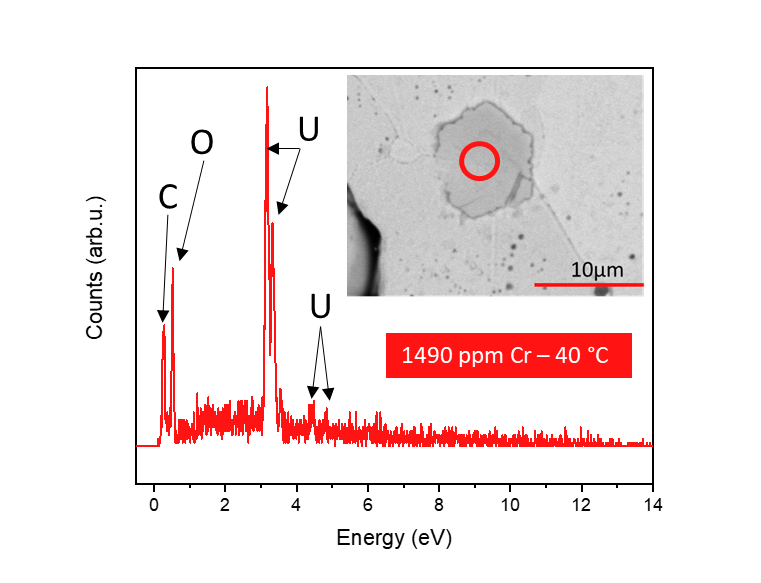 U
O
C
U
10µm
1490 ppm Cr – 40 °C
Counts (arb.u.)
0 2 4 6 8 10 12 14
Energy (eV)